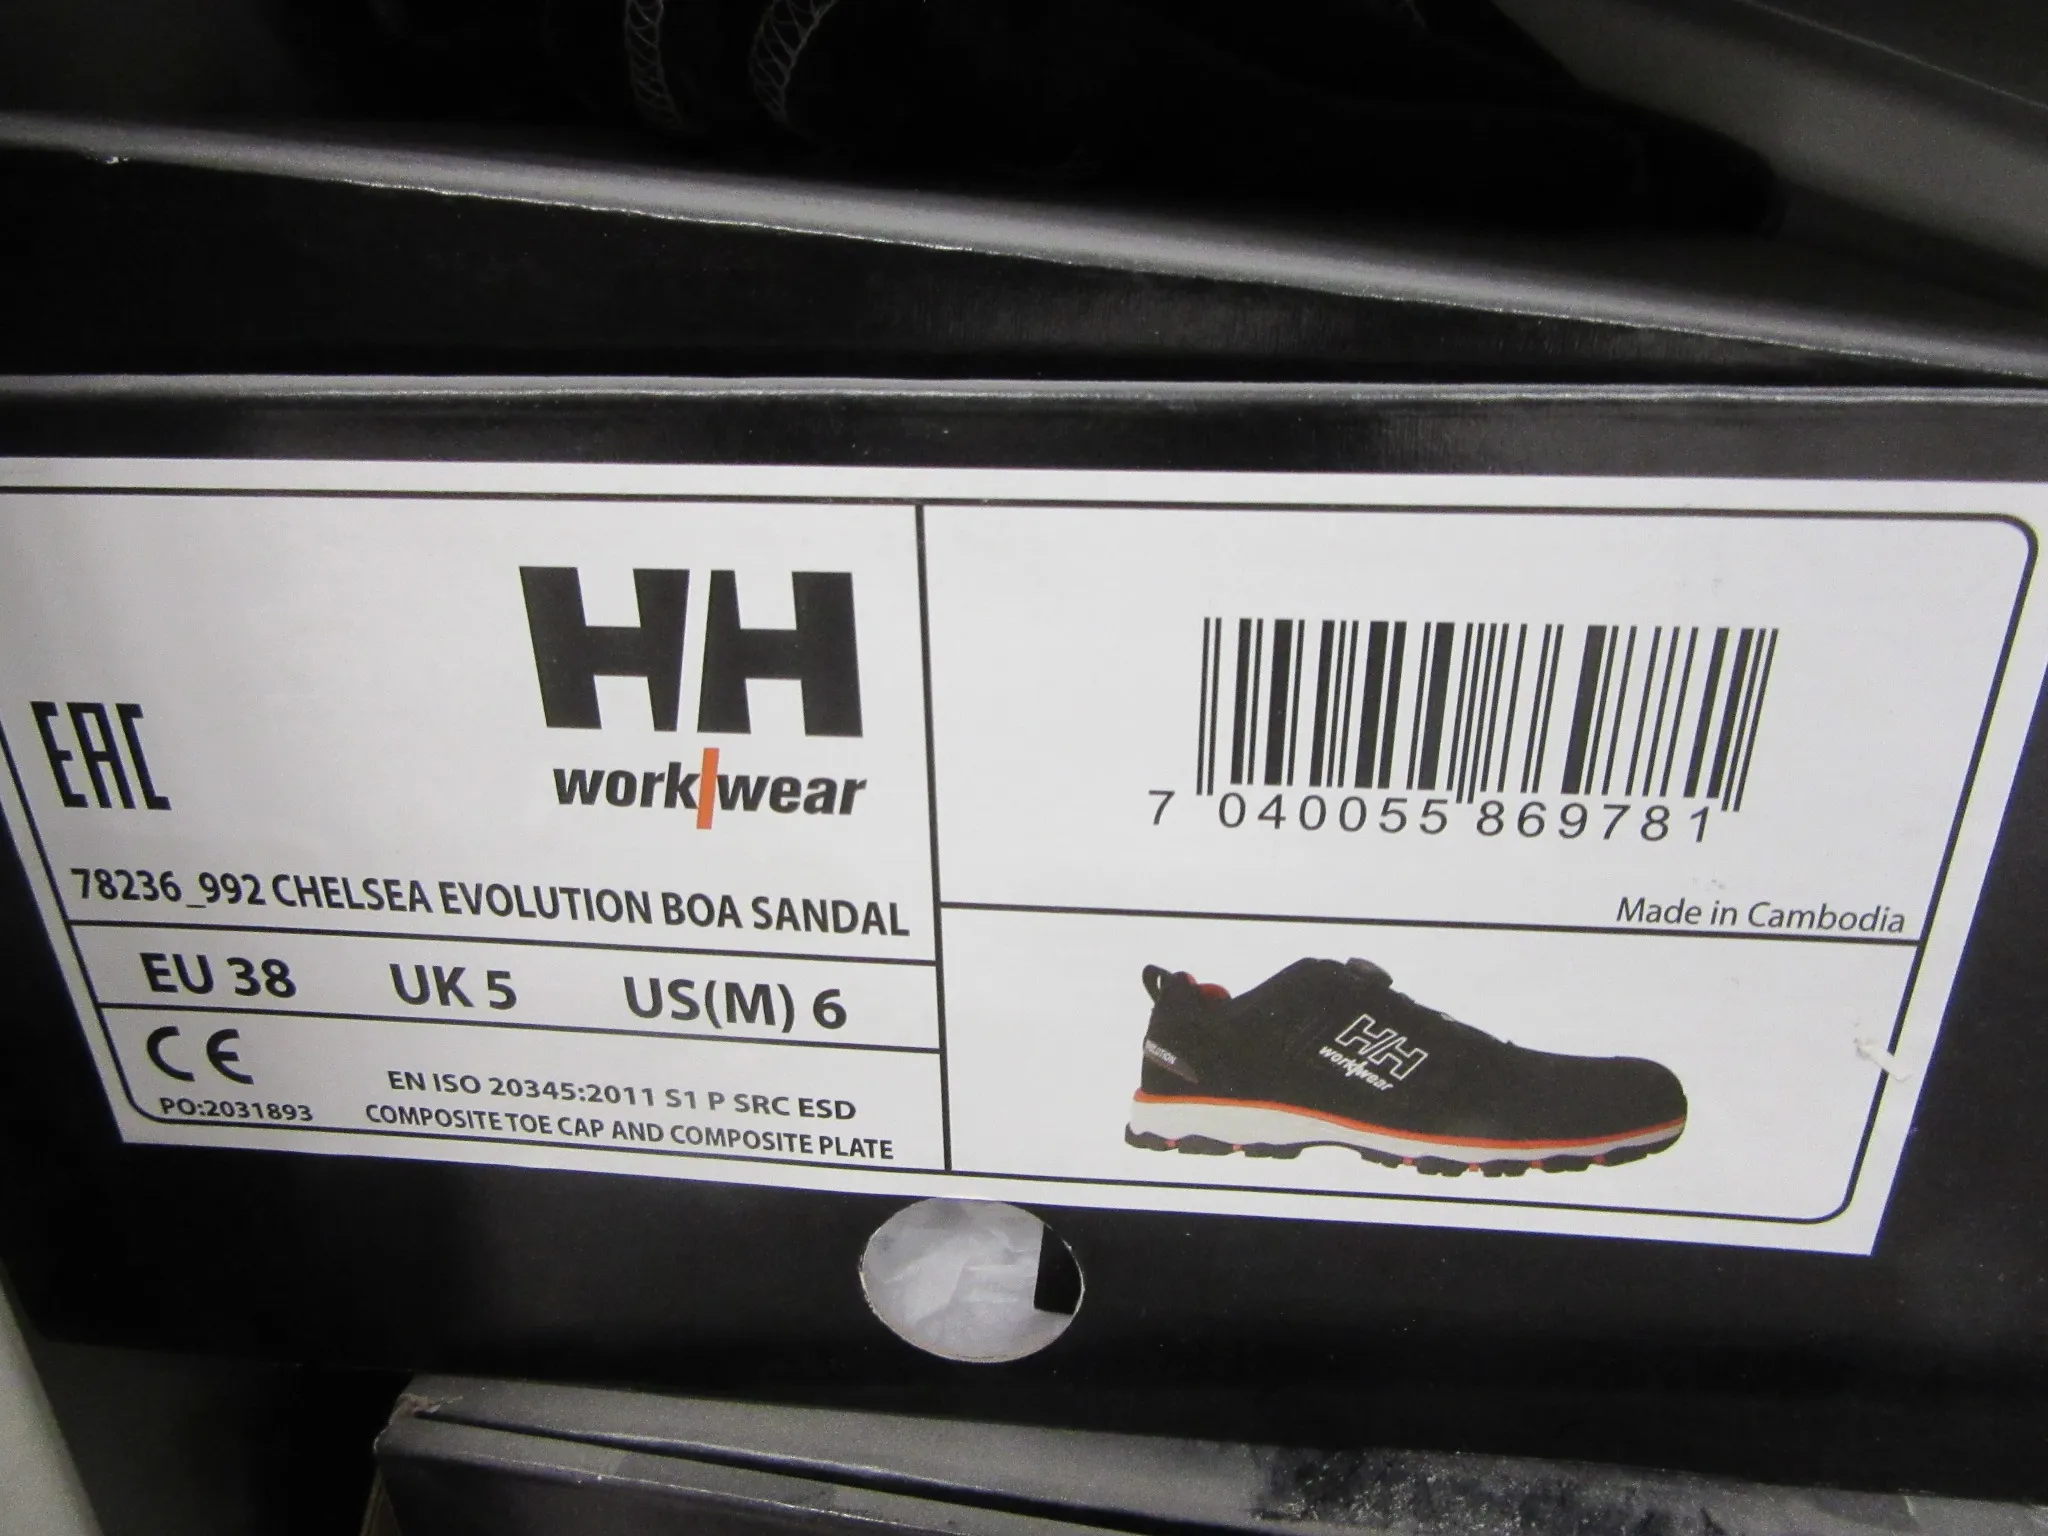 HH
work|wear
EAC
78236_992 CHELSEA EVOLUTION BOA SANDAL
EU 38 UK 5 US(M) 6
CE
PO:2031893
EN ISO 20345:2011 S1 P SRC ESD
COMPOSITE TOE CAP AND COMPOSITE PLATE
7 040055 869781
Made in Cambodia
HH
work|wear